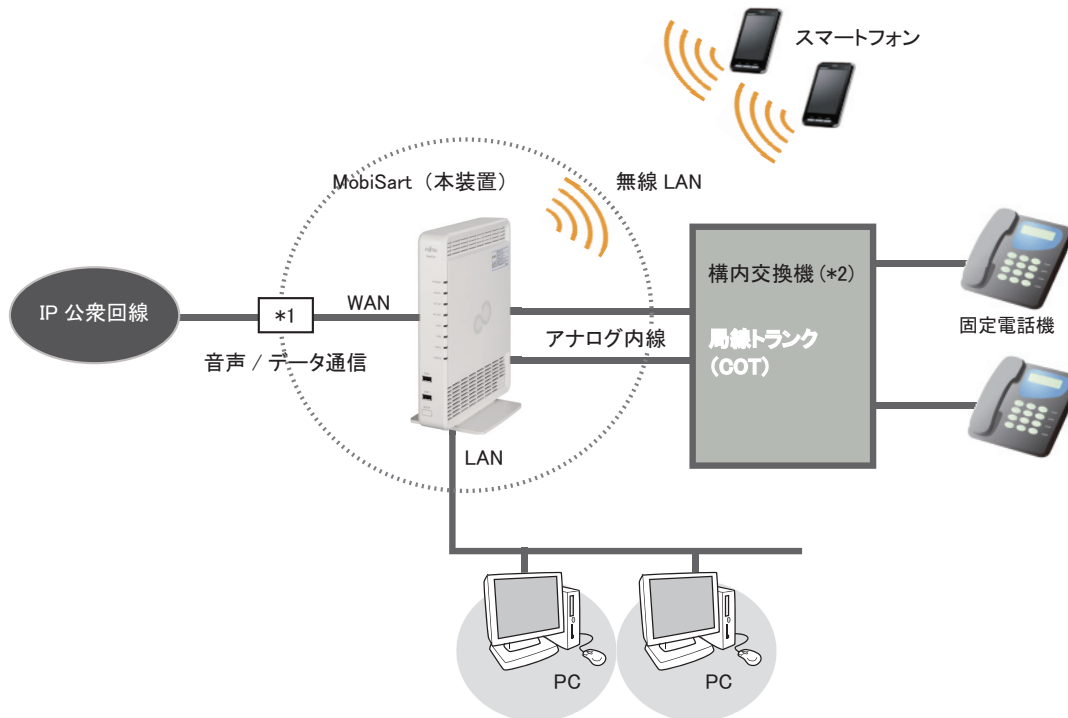 スマートフォン
MobiSart（本装置）
無線 LAN
構内交換機(*2)
IP 公衆回線
*1
WAN
固定電話機
アナログ内線
局線トランク
（COT）
音声 / データ通信
LAN
PC
PC